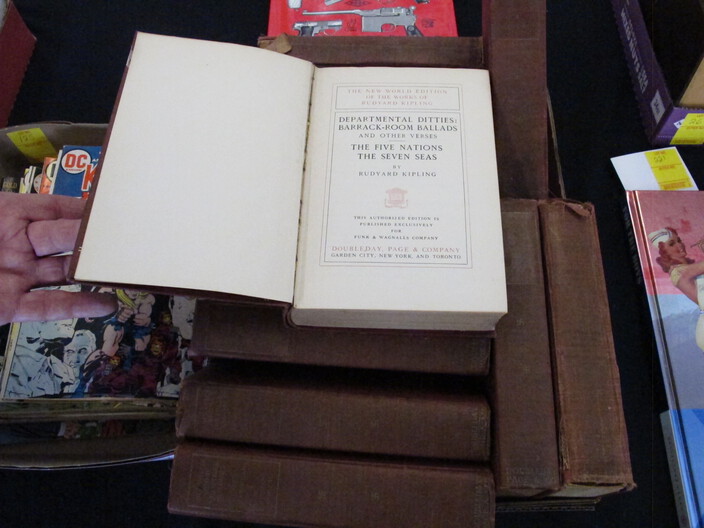 THE NEW WORLD EDITION
OF THE WORKS OF
RUDYARD KIPLING
DEPARTMENTAL DITTIES:
BARRACK-ROOM BALLADS
AND OTHER VERSES
THE FIVE NATIONS
THE SEVEN SEAS
BY
RUDYARD KIPLING
THIS AUTHORIZED EDITION IS
PUBLISHED EXCLUSIVELY
FOR
FUNK & WAGNALLS COMPANY
DOUBLEDAY, PAGE & COMPANY
GARDEN CITY, NEW YORK, AND TORONTO
DC